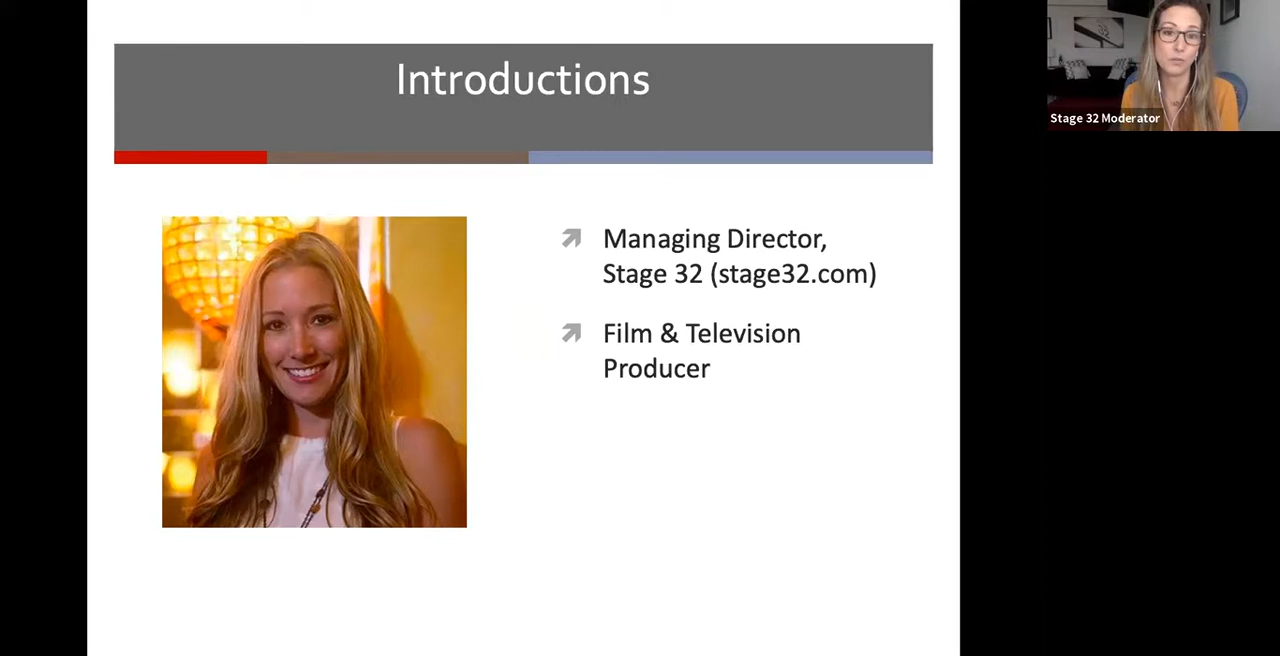 Introductions
Managing Director,
Stage 32 (stage32.com)
Film & Television
Producer
Stage 32 Moderator